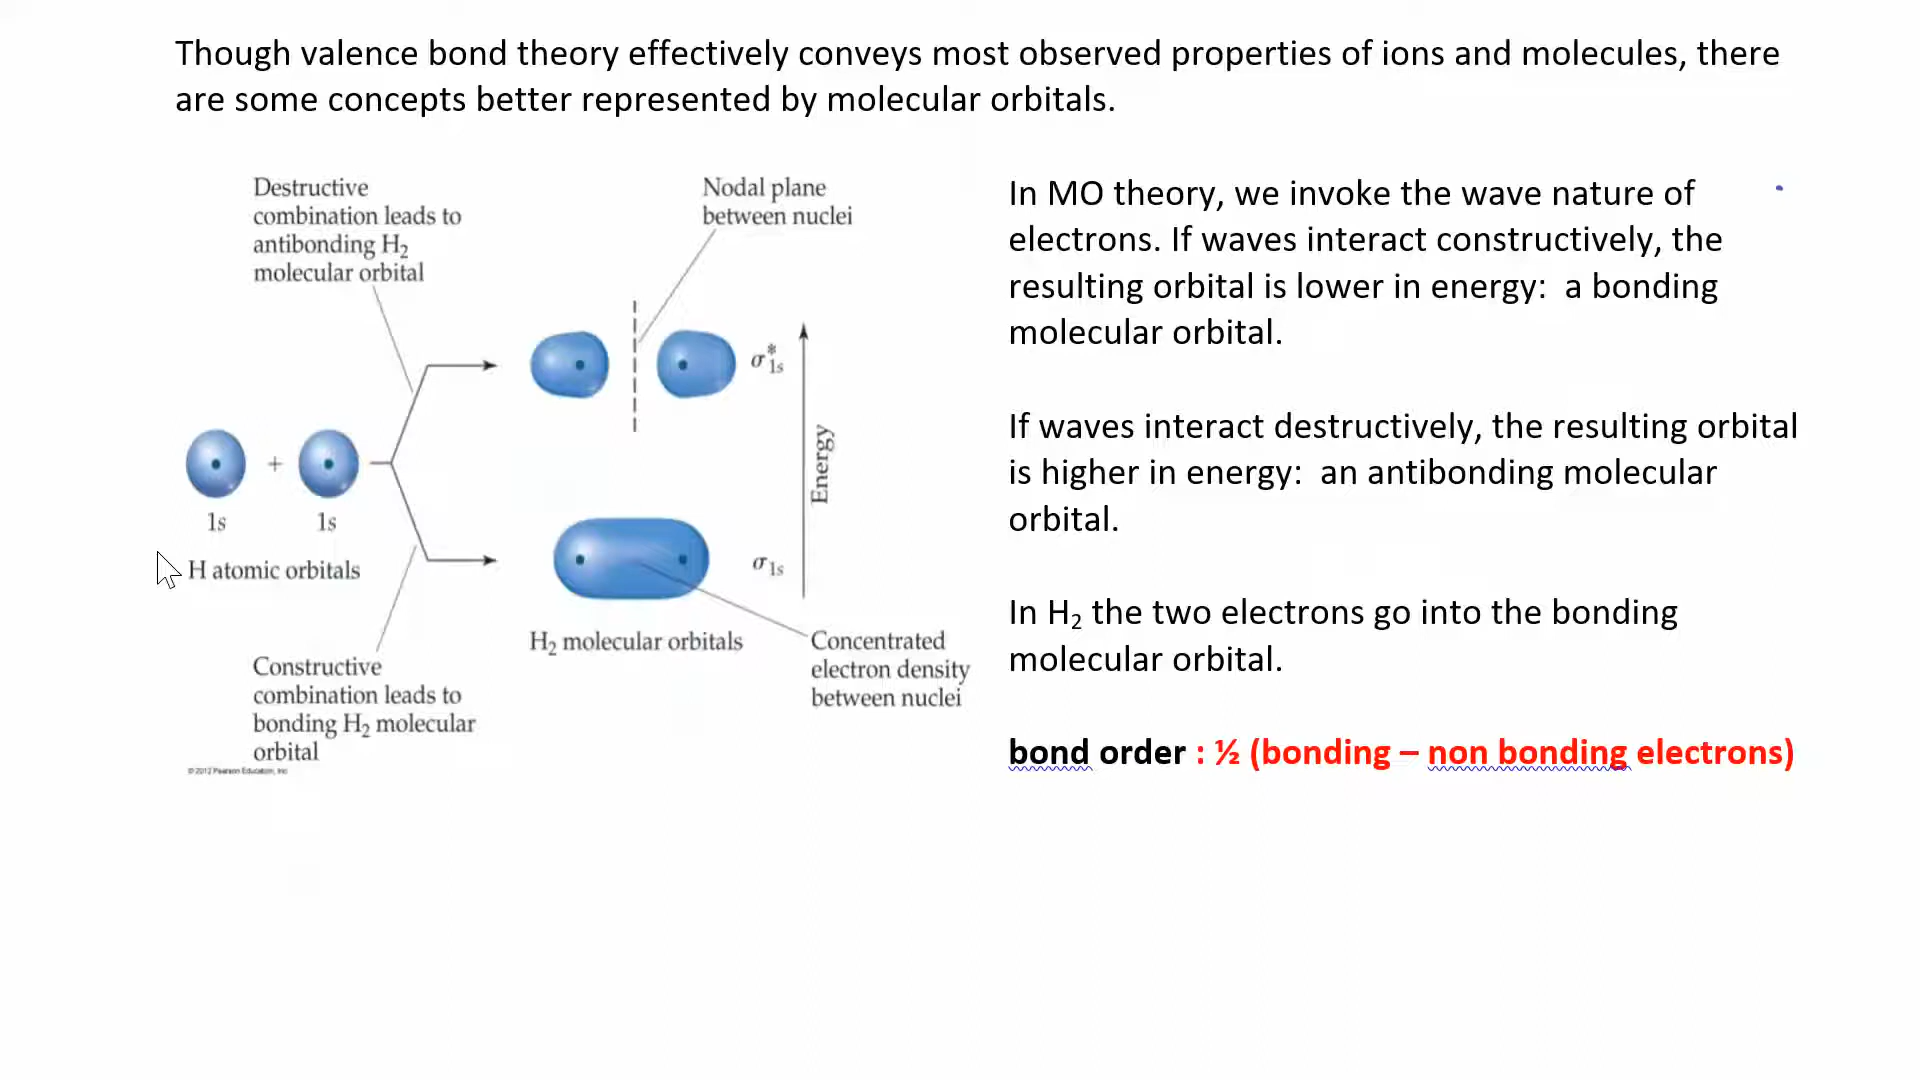 Though valence bond theory effectively conveys most observed properties of ions and molecules, there
are some concepts better represented by molecular orbitals.
Destructive
combination leads to
antibonding H₂
molecular orbital
Nodal plane
between nuclei
σ*1s
Energy
1s + 1s
H atomic orbitals
σ1s
H₂ molecular orbitals
Concentrated
electron density
between nuclei
Constructive
combination leads to
bonding H₂ molecular
orbital
© 2012 Pearson Education, Inc
In MO theory, we invoke the wave nature of
electrons. If waves interact constructively, the
resulting orbital is lower in energy:  a bonding
molecular orbital.
If waves interact destructively, the resulting orbital
is higher in energy:  an antibonding molecular
orbital.
In H₂ the two electrons go into the bonding
molecular orbital.
bond order : ½ (bonding – non bonding electrons)